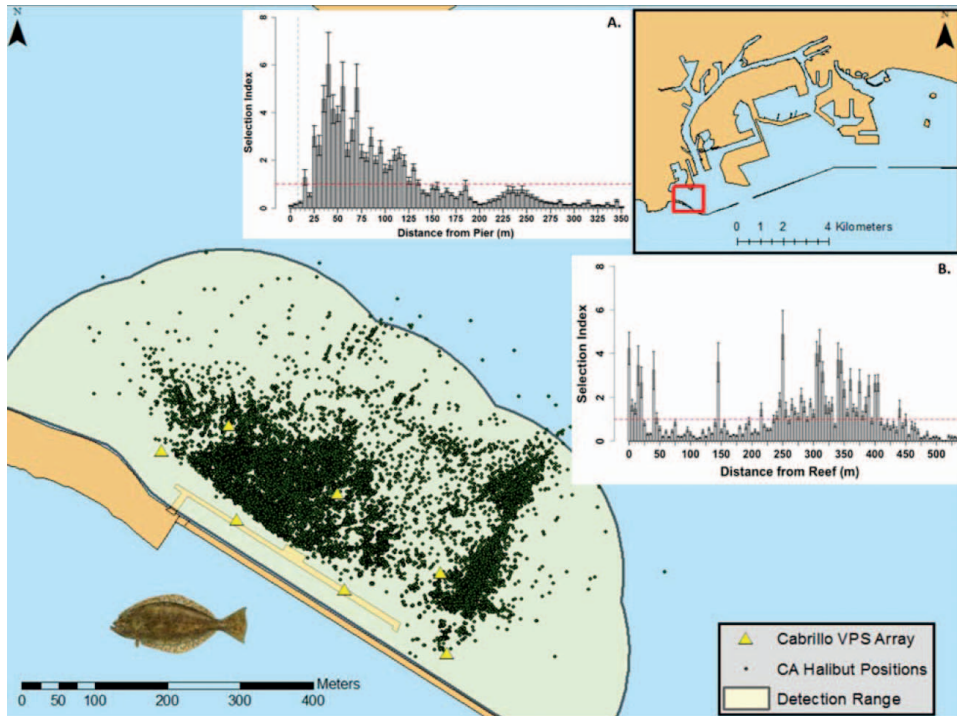 N
A.
Selection Index
0 2 4 6 8
0 25 50 75 100 125 150 175 200 225 250 275 300 325 350
Distance from Pier (m)
N
0 1 2 4 Kilometers
B.
Selection Index
0 2 4 6 8
0 50 100 150 200 250 300 350 400 450 500
Distance from Reef (m)
Meters
0 100 200 300 400
Cabrillo VPS Array
CA Halibut Positions
Detection Range